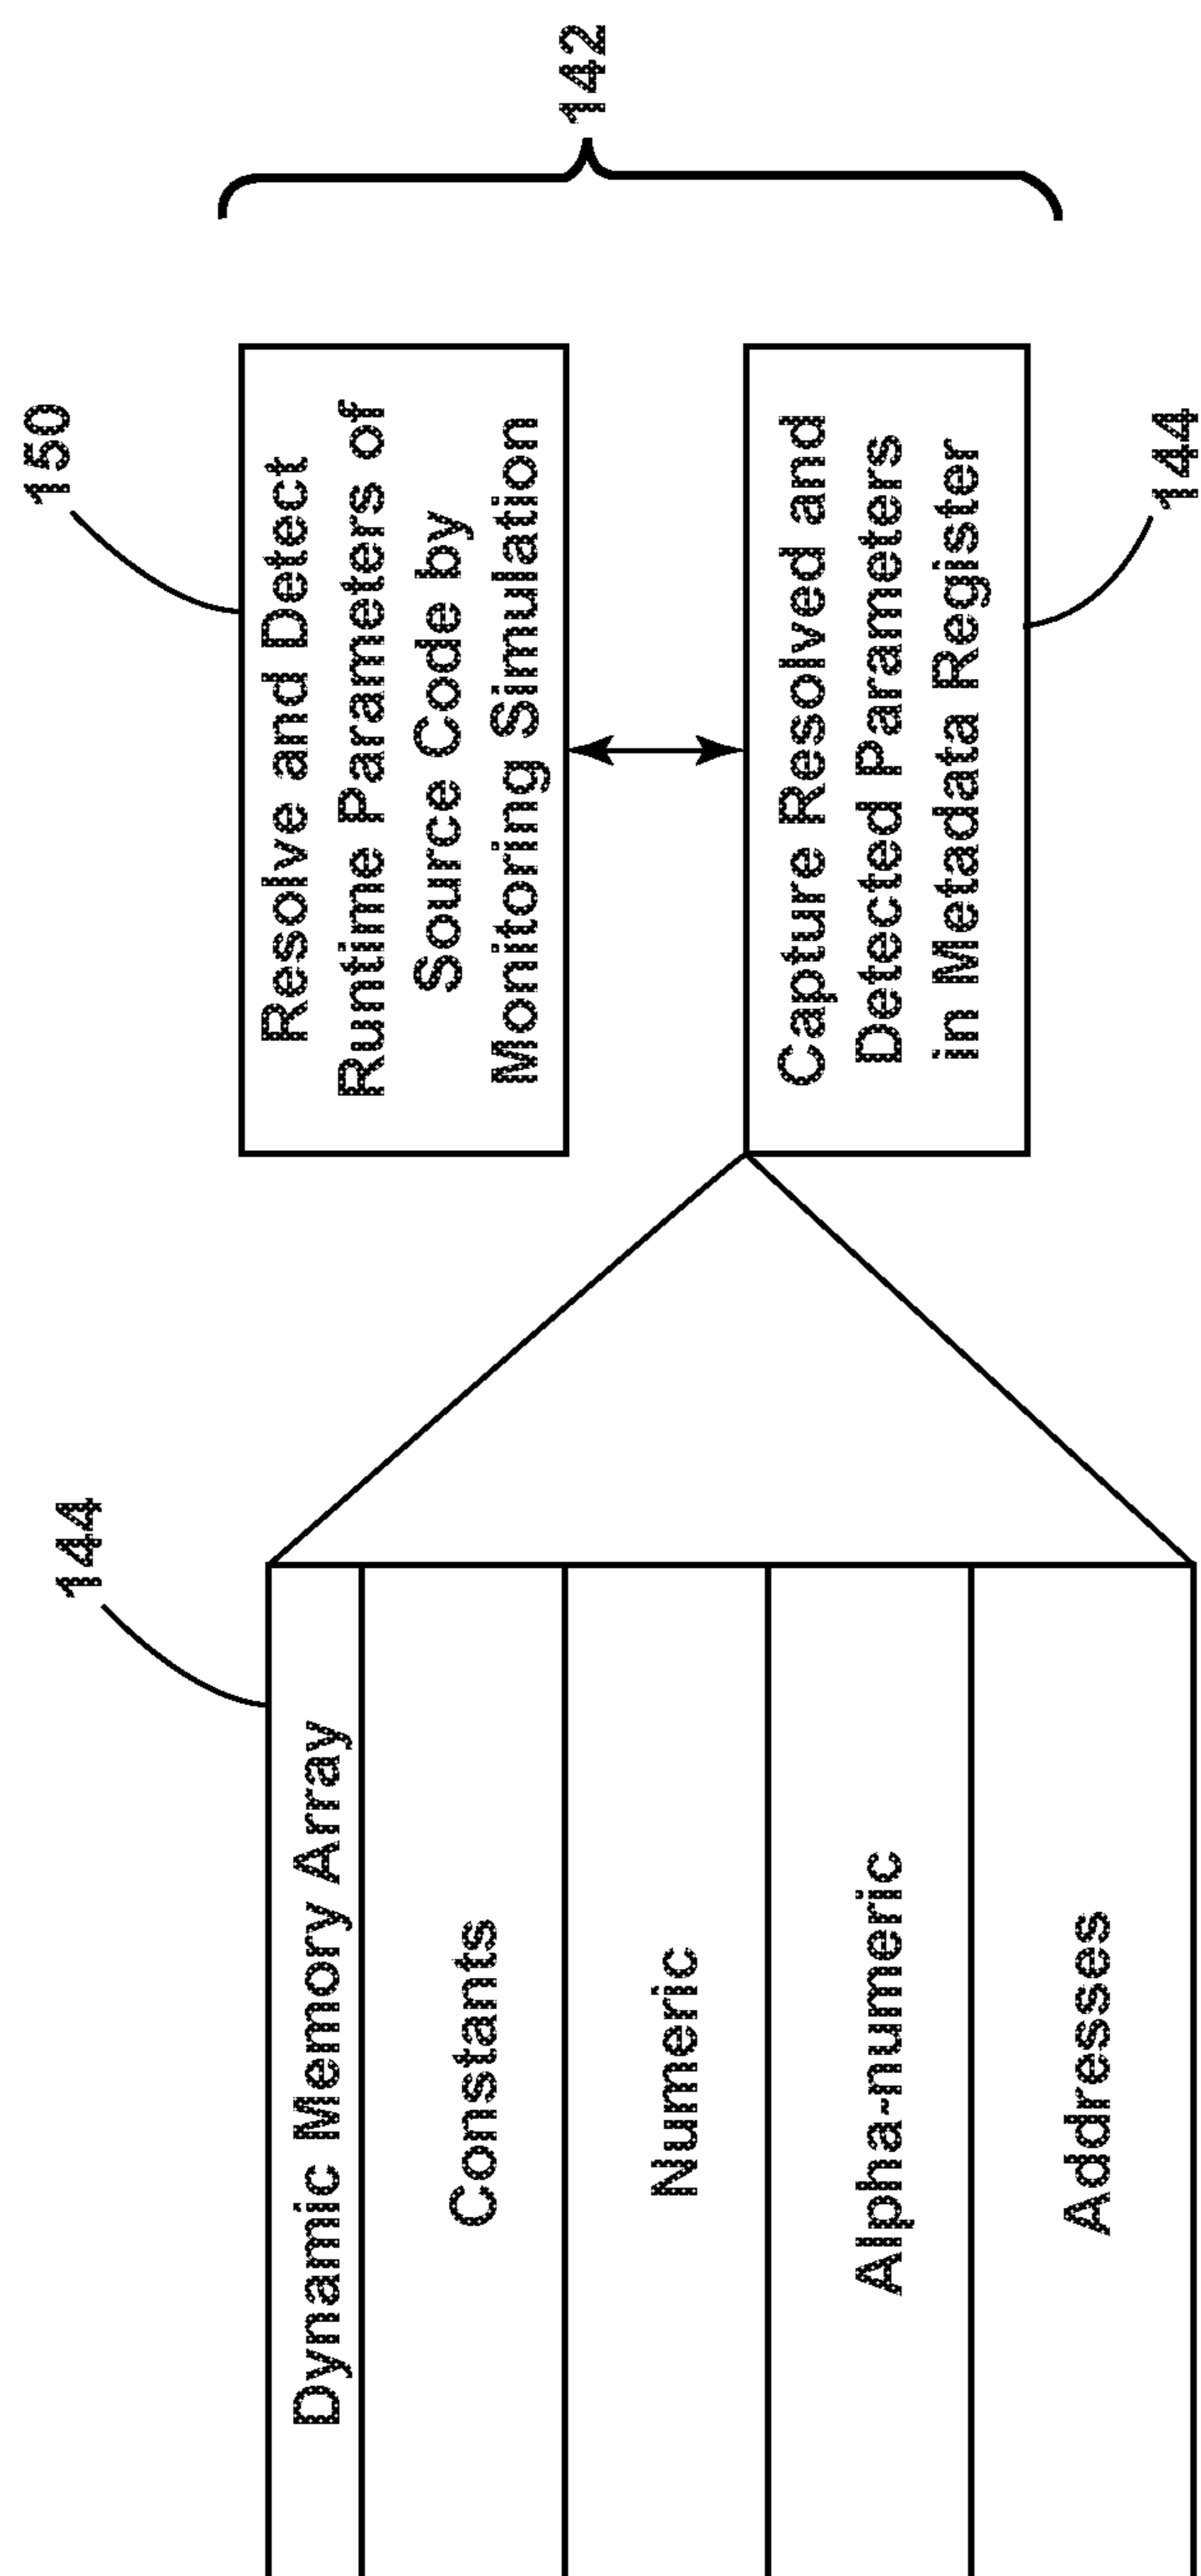 144
Dynamic Memory Array
Constants
Numeric
Alpha-numeric
Addresses
150
Resolve and Detect
Runtime Parameters of
Source Code by
Monitoring Simulation
Capture Resolved and
Detected Parameters
in Metadata Register
144
142